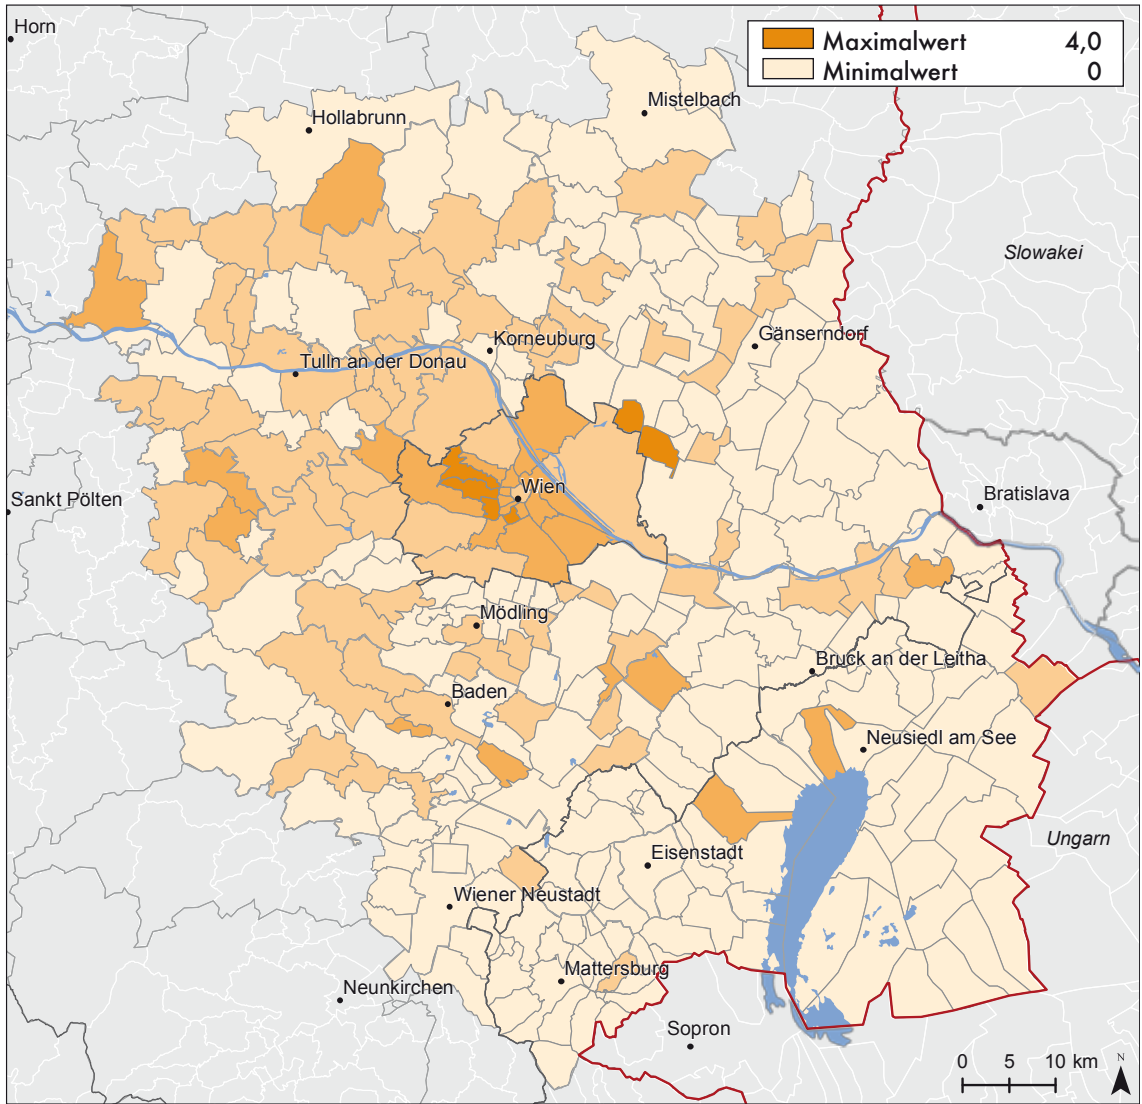 Horn
Maximalwert 4,0
Minimalwert 0
Mistelbach
Hollabrunn
Slowakei
Gänserndorf
Korneuburg
Tulln an der Donau
Sankt Pölten
Wien
Bratislava
Mödling
Bruck an der Leitha
Baden
Neusiedl am See
Ungarn
Eisenstadt
Wiener Neustadt
Mattersburg
Neunkirchen
Sopron
0 5 10 km
N